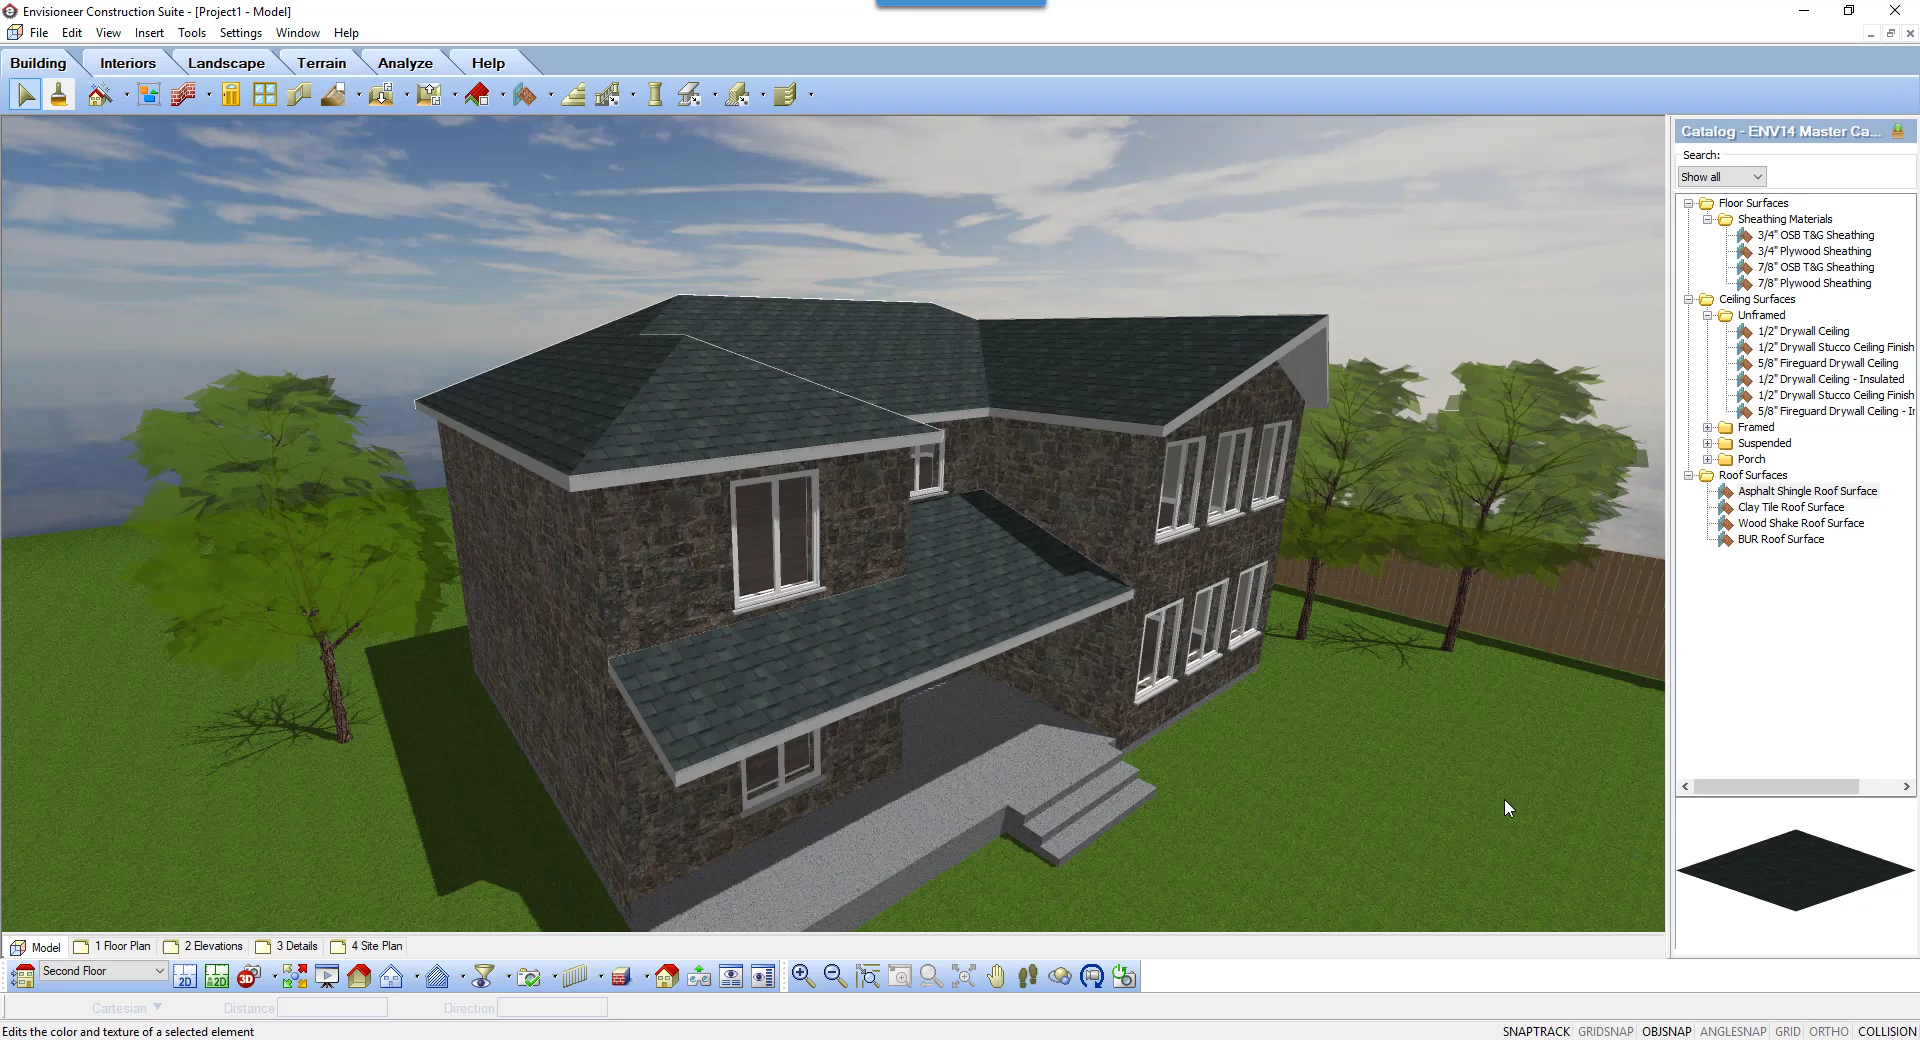 Envisioneer Construction Suite - [Project1 - Model]
File Edit View Insert Tools Settings Window Help
Building Interiors Landscape Terrain Analyze Help
Catalog - ENV14 Master Ca...
Search:
Show all
Floor Surfaces
Sheathing Materials
3/4" OSB T&G Sheathing
3/4" Plywood Sheathing
7/8" OSB T&G Sheathing
7/8" Plywood Sheathing
Ceiling Surfaces
Unframed
1/2" Drywall Ceiling
1/2" Drywall Stucco Ceiling Finish
5/8" Fireguard Drywall Ceiling
1/2" Drywall Ceiling - Insulated
1/2" Drywall Stucco Ceiling Finish
5/8" Fireguard Drywall Ceiling - Ir
Framed
Suspended
Porch
Roof Surfaces
Asphalt Shingle Roof Surface
Clay Tile Roof Surface
Wood Shake Roof Surface
BUR Roof Surface
Model 1 Floor Plan 2 Elevations 3 Details 4 Site Plan
Second Floor 2D 2D 3D
Cartesian Distance Direction
Edits the color and texture of a selected element
SNAPTRACK GRIDSNAP OBJSNAP ANGLESNAP GRID ORTHO COLLISION